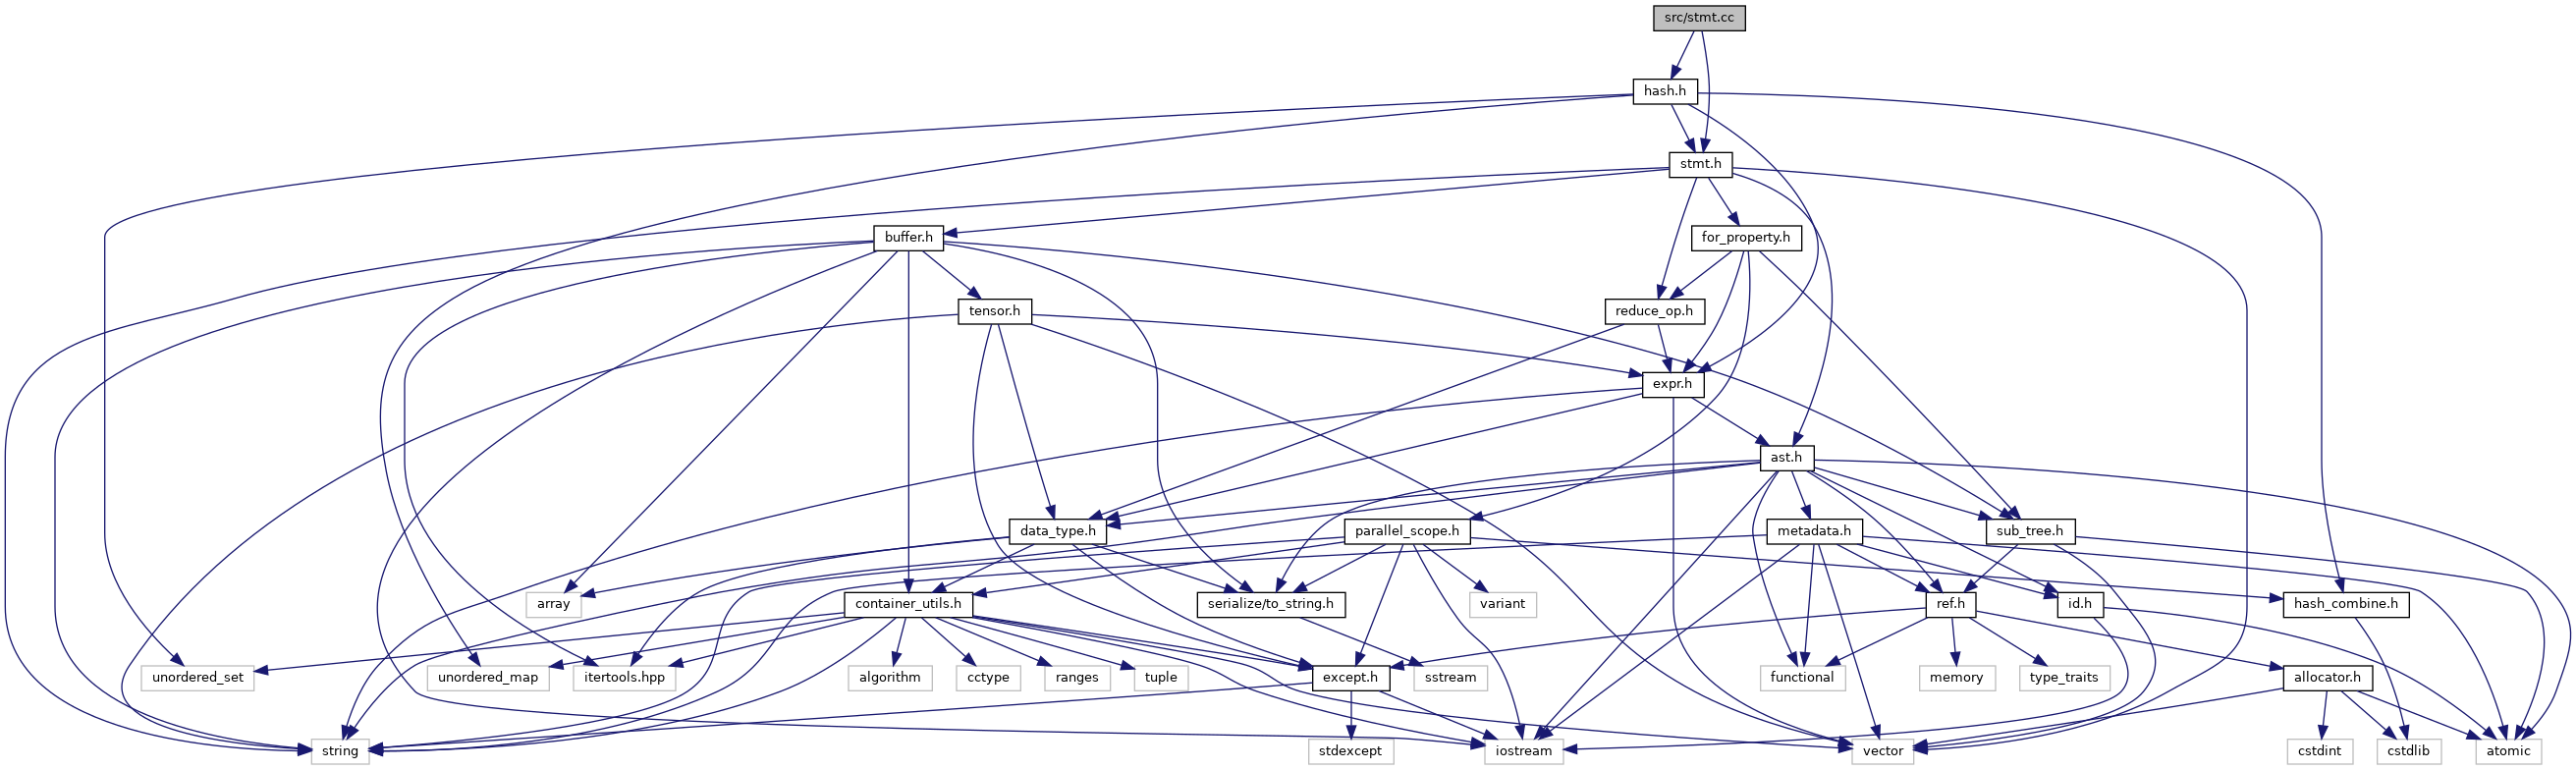 src/stmt.cc
hash.h
stmt.h
buffer.h
for_property.h
tensor.h
reduce_op.h
expr.h
ast.h
data_type.h
parallel_scope.h
metadata.h
sub_tree.h
array
container_utils.h
serialize/to_string.h
variant
ref.h
id.h
hash_combine.h
unordered_set
unordered_map
itertools.hpp
algorithm
cctype
ranges
tuple
except.h
sstream
functional
memory
type_traits
allocator.h
string
stdexcept
iostream
vector
cstdint
cstdlib
atomic